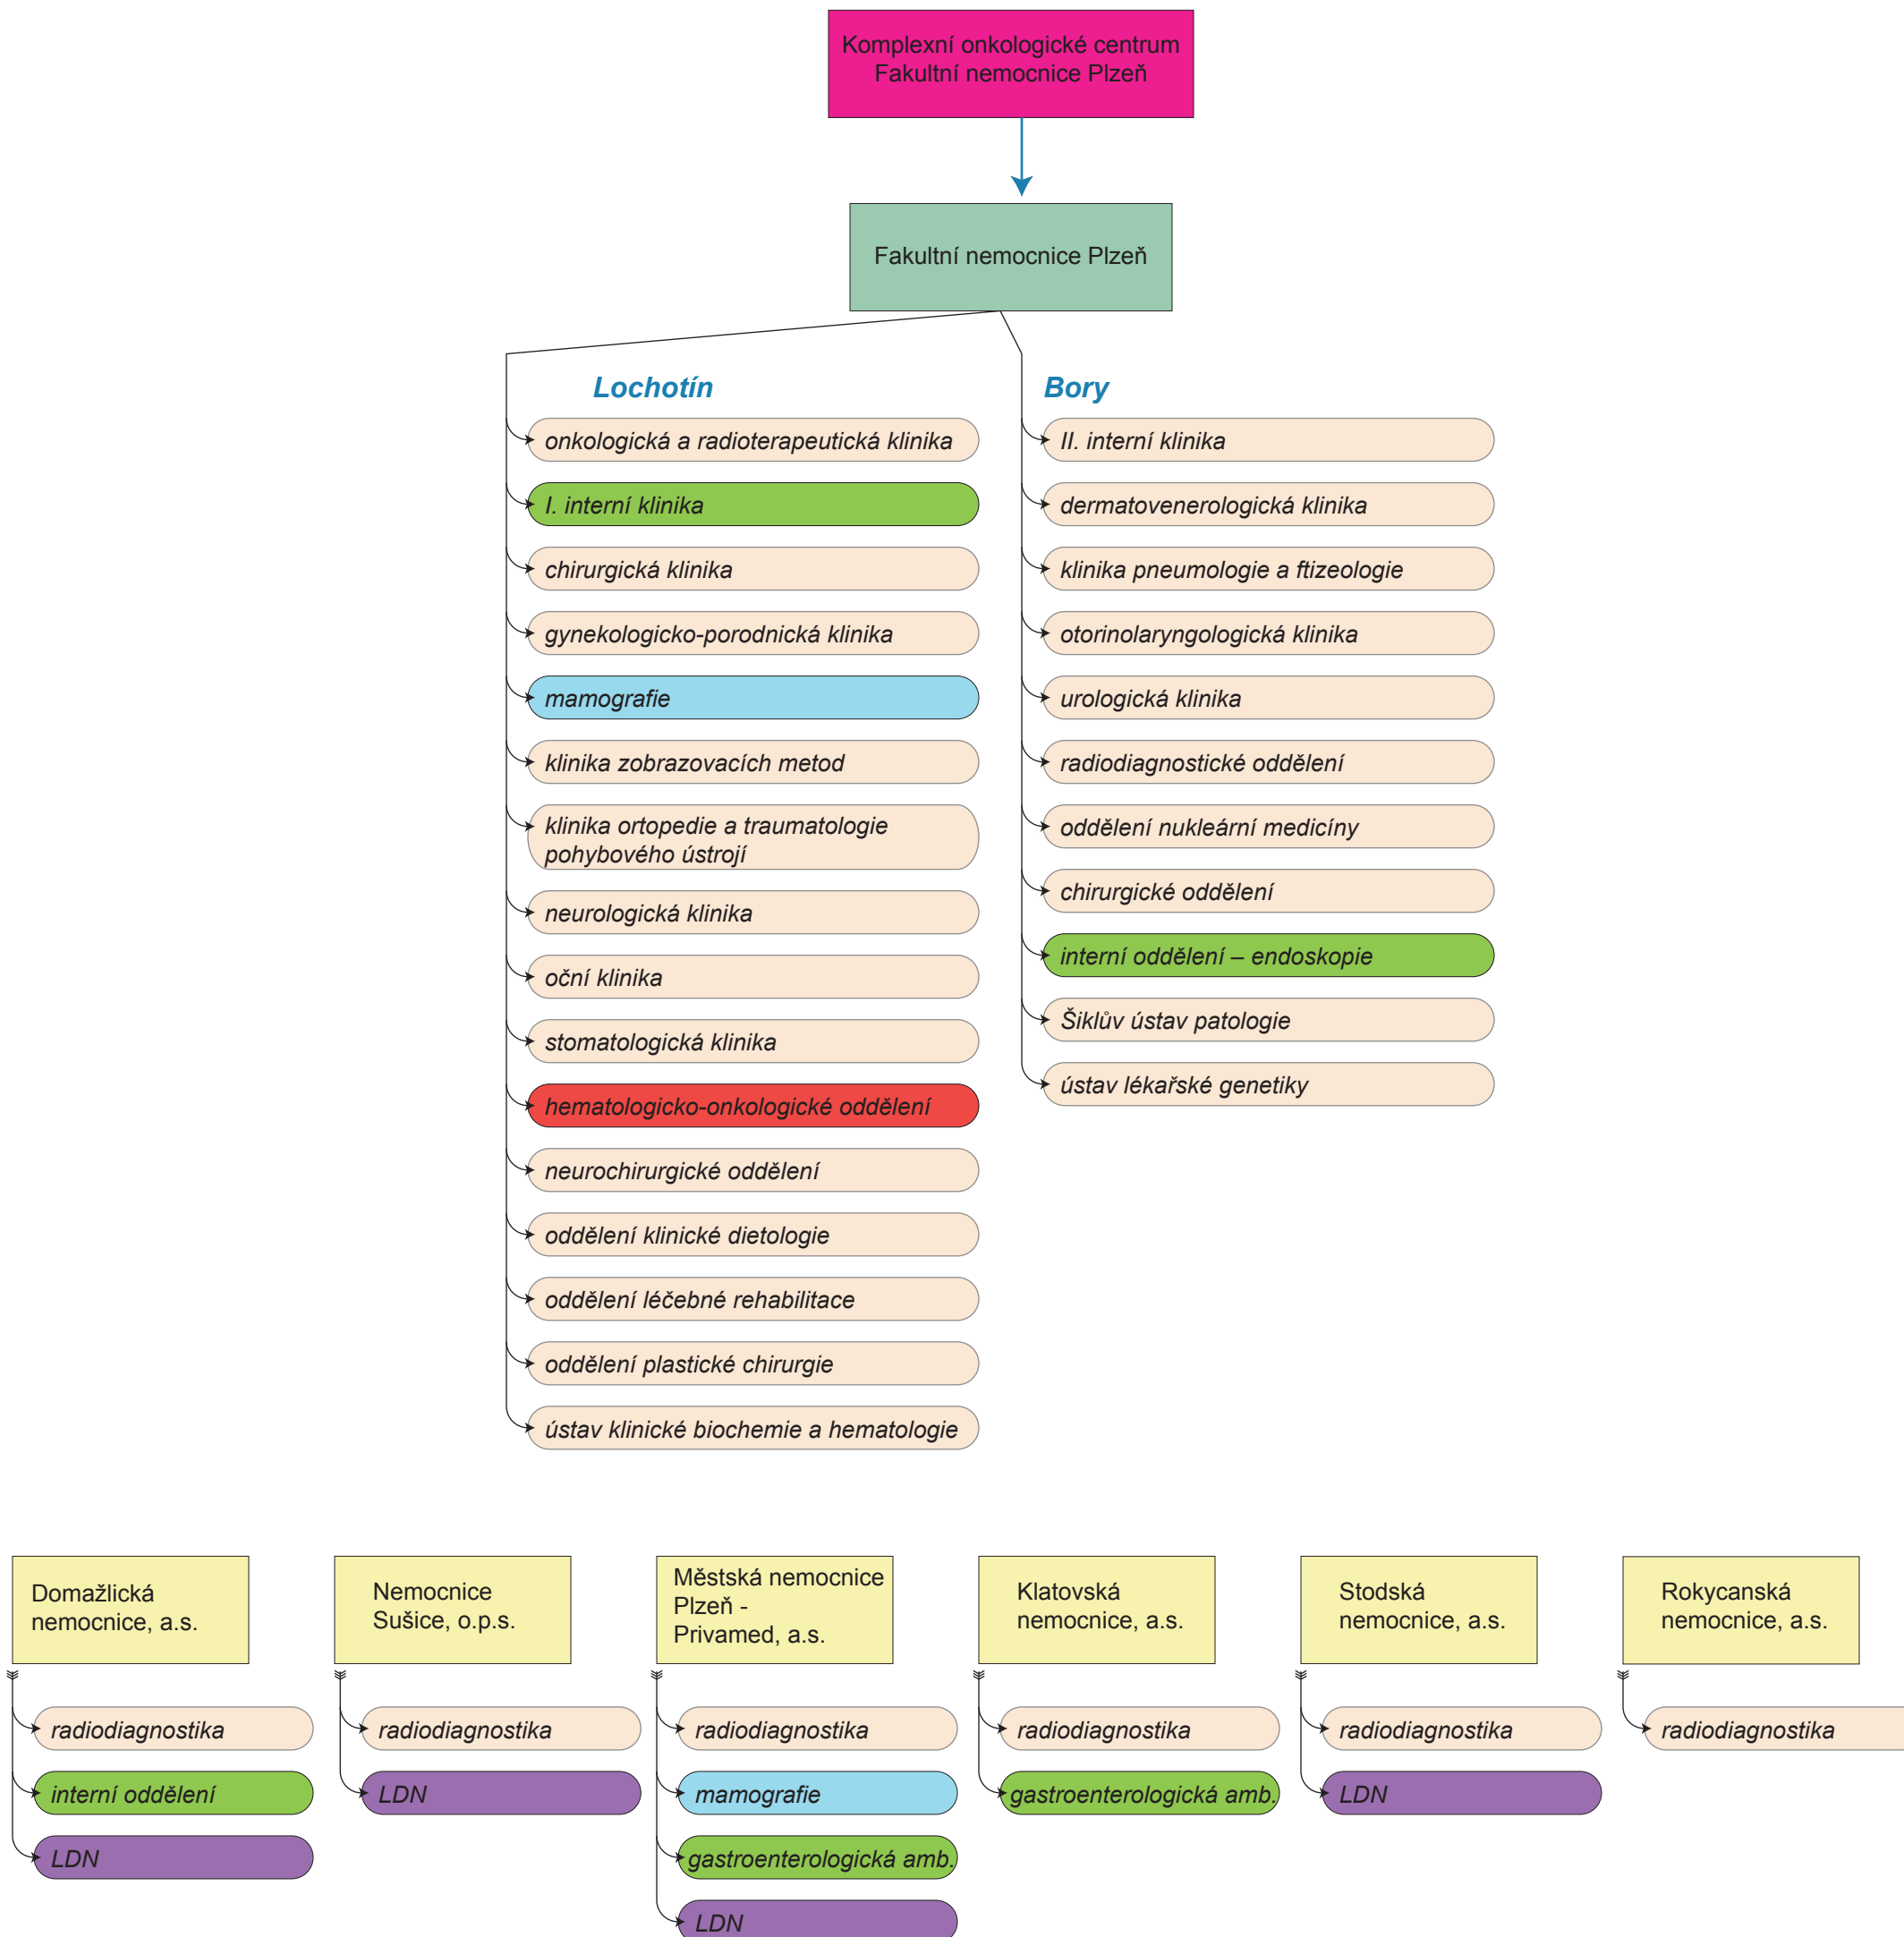 Komplexní onkologické centrum
Fakultní nemocnice Plzeň
Fakultní nemocnice Plzeň
Lochotín
onkologická a radioterapeutická klinika
I. interní klinika
chirurgická klinika
gynekologicko-porodnická klinika
mamografie
klinika zobrazovacích metod
klinika ortopedie a traumatologie
pohybového ústrojí
neurologická klinika
oční klinika
stomatologická klinika
hematologicko-onkologické oddělení
neurochirurgické oddělení
oddělení klinické dietologie
oddělení léčebné rehabilitace
oddělení plastické chirurgie
ústav klinické biochemie a hematologie
Bory
II. interní klinika
dermatovenerologická klinika
klinika pneumologie a ftizeologie
otorinolaryngologická klinika
urologická klinika
radiodiagnostické oddělení
oddělení nukleární medicíny
chirurgické oddělení
interní oddělení – endoskopie
Šiklův ústav patologie
ústav lékařské genetiky
Domažlická
nemocnice, a.s.
radiodiagnostika
interní oddělení
LDN
Nemocnice
Sušice, o.p.s.
radiodiagnostika
LDN
Městská nemocnice
Plzeň -
Privamed, a.s.
radiodiagnostika
mamografie
gastroenterologická amb.
LDN
Klatovská
nemocnice, a.s.
radiodiagnostika
gastroenterologická amb.
Stodská
nemocnice, a.s.
radiodiagnostika
LDN
Rokycanská
nemocnice, a.s.
radiodiagnostika